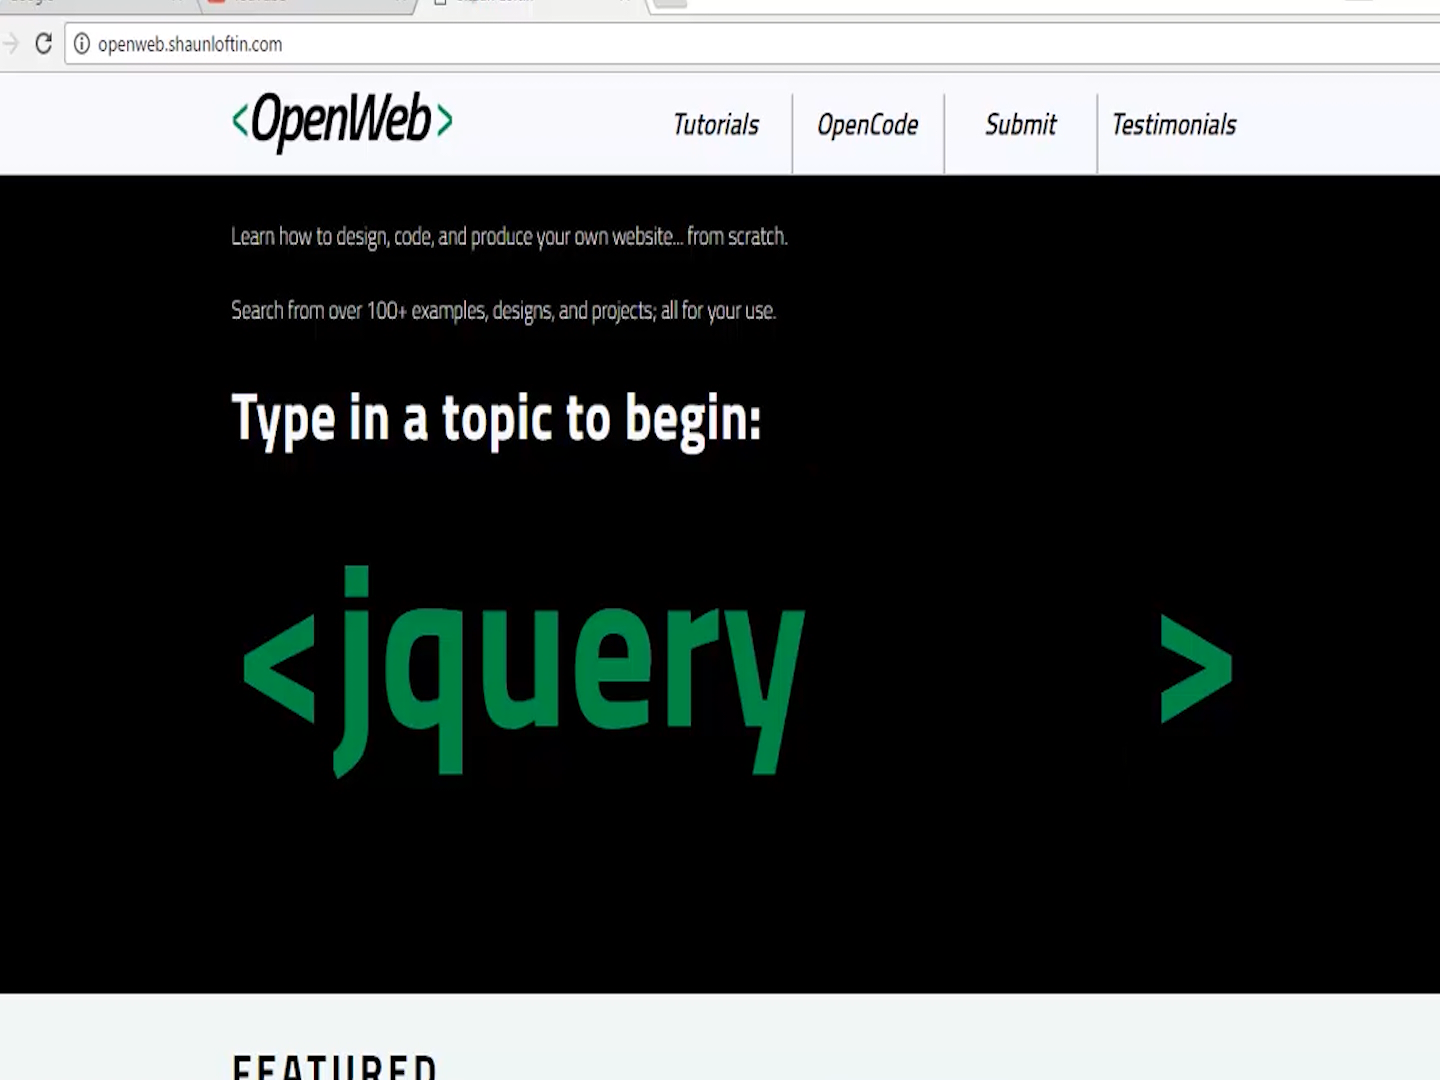 openweb.shaunloftin.com
<OpenWeb>
Tutorials
OpenCode
Submit
Testimonials
Learn how to design, code, and produce your own website... from scratch.
Search from over 100+ examples, designs, and projects; all for your use.
Type in a topic to begin:
<jquery >
FEATURED